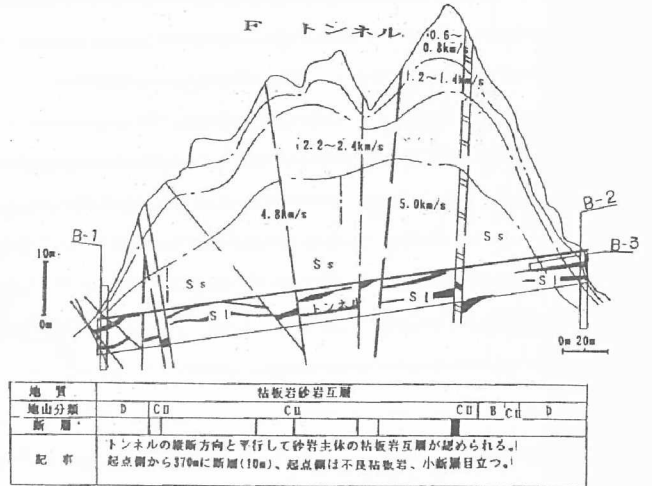 F トンネル
0.6~
0.8km/s
1.2~1.4km/s
2.2~2.4km/s
4.8km/s
5.0km/s
B-1
B-2
B-3
10m
0m
Ss
Ss
Ss
Sl
Sl
Sl
トンネル
0m 20m
地質 粘板岩砂岩互層
地山分類 D CⅡ CⅡ CⅡ B CⅡ D
断層
記事 トンネルの縦断方向と平行して砂岩主体の粘板岩互層が認められる。
起点側から370mに断層(10m)、起点側は不良粘板岩、小断層目立つ。